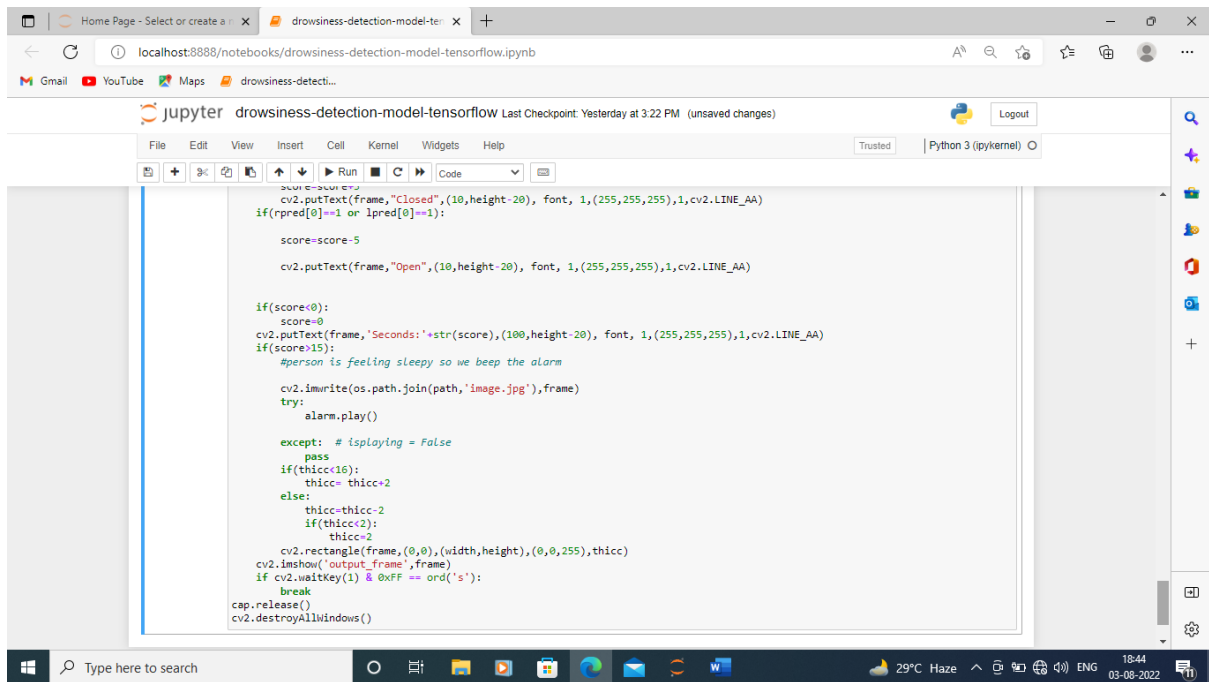 Home Page - Select or create a n
drowsiness-detection-model-ten
localhost:8888/notebooks/drowsiness-detection-model-tensorflow.ipynb
Gmail YouTube Maps drowsiness-detecti...
jupyter drowsiness-detection-model-tensorflow Last Checkpoint: Yesterday at 3:22 PM (unsaved changes)
Logout
File Edit View Insert Cell Kernel Widgets Help
Trusted
Python 3 (ipykernel)
Run Code
score=score+5
cv2.putText(frame,"Closed",(10,height-20), font, 1,(255,255,255),1,cv2.LINE_AA)
if(rpred[0]==1 or lpred[0]==1):
score=score-5
cv2.putText(frame,"Open",(10,height-20), font, 1,(255,255,255),1,cv2.LINE_AA)
if(score<0):
score=0
cv2.putText(frame,'Seconds:'+str(score),(100,height-20), font, 1,(255,255,255),1,cv2.LINE_AA)
if(score>15):
#person is feeling sleepy so we beep the alarm
cv2.imwrite(os.path.join(path,'image.jpg'),frame)
try:
alarm.play()
except: # isplaying = False
pass
if(thicc<16):
thicc= thicc+2
else:
thicc=thicc-2
if(thicc<2):
thicc=2
cv2.rectangle(frame,(0,0),(width,height),(0,0,255),thicc)
cv2.imshow('output_frame',frame)
if cv2.waitKey(1) & 0xFF == ord('s'):
break
cap.release()
cv2.destroyAllWindows()
Type here to search
29°C Haze
ENG
18:44
03-08-2022